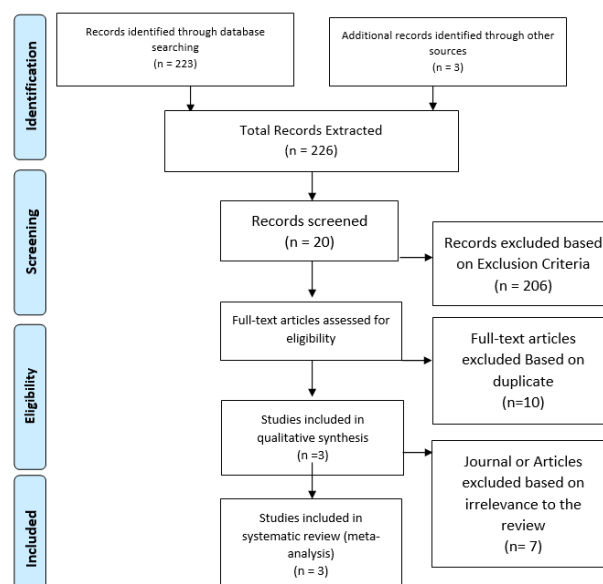 Identification
Records identified through database
searching
(n = 223)
Additional records identified through other
sources
(n = 3)
Total Records Extracted
(n = 226)
Screening
Records screened
(n = 20)
Records excluded based
on Exclusion Criteria
(n = 206)
Eligibility
Full-text articles assessed for
eligibility
Full-text articles
excluded Based on
duplicate
(n=10)
Studies included in
qualitative synthesis
(n =3)
Journal or Articles
excluded based on
irrelevance to the
review
(n= 7)
Included
Studies included in
systematic review (meta-
analysis)
(n = 3)